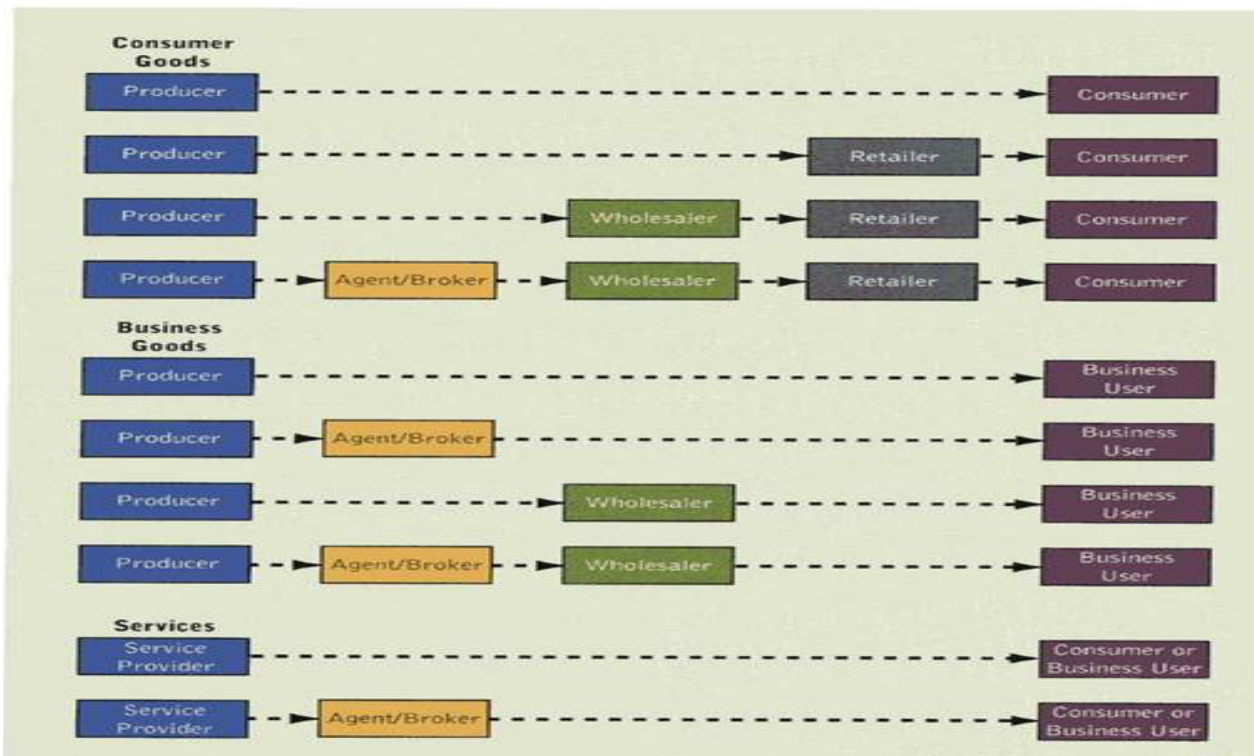 Consumer
Goods
Producer Consumer
Producer Retailer Consumer
Producer Wholesaler Retailer Consumer
Producer Agent/Broker Wholesaler Retailer Consumer
Business
Goods
Producer Business
User
Producer Agent/Broker Business
User
Producer Wholesaler Business
User
Producer Agent/Broker Wholesaler Business
User
Services
Service
Provider
Consumer or
Business User
Service
Provider
Agent/Broker
Consumer or
Business User